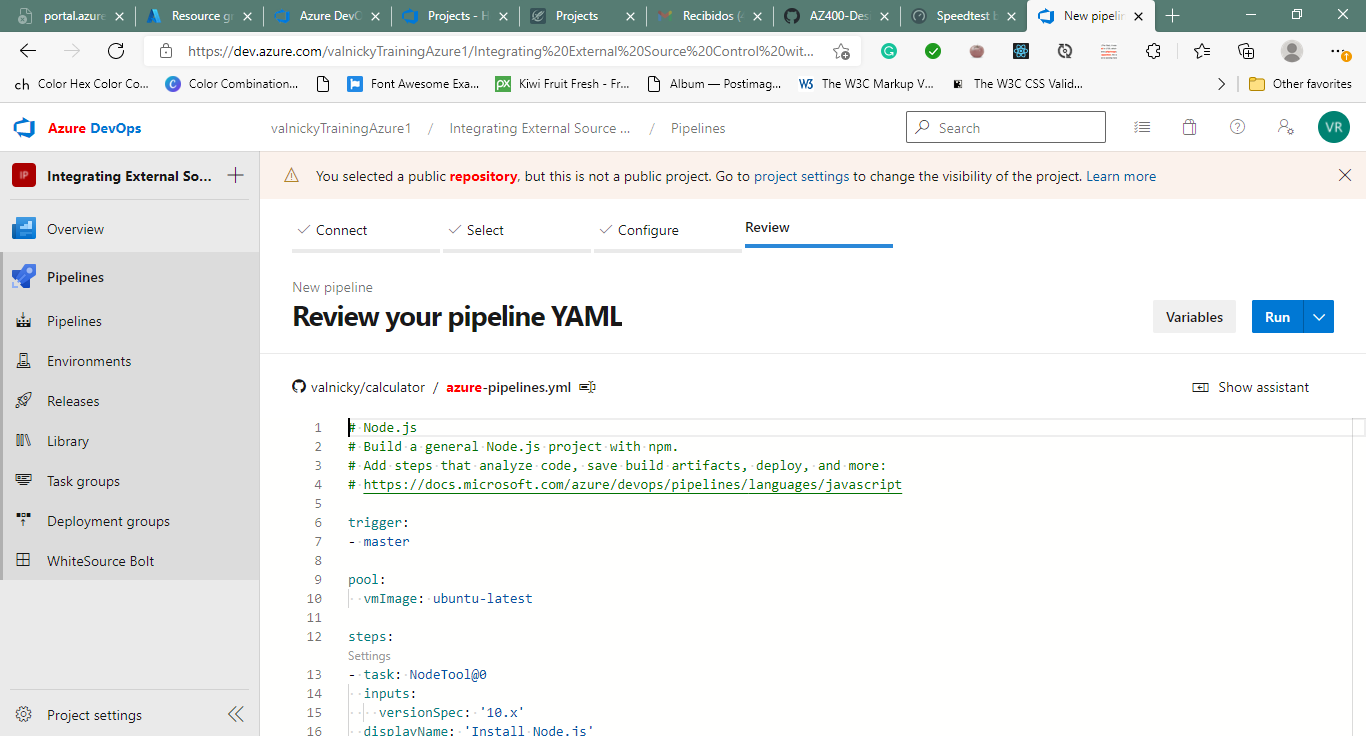 portal.azure
Resource g
Azure DevC
Projects - H
Projects
Recibidos (
AZ400-Des
Speedtest b
New pipelin
https://dev.azure.com/valnickyTrainingAzure1/Integrating%20External%20Source%20Control%20wit...
Color Hex Color Co...
Color Combination...
Font Awesome Exa...
Kiwi Fruit Fresh - Fr...
Album — Postimag...
The W3C Markup V...
The W3C CSS Valid...
Other favorites
Azure DevOps
valnickyTrainingAzure1 / Integrating External Source ... / Pipelines
Search
VR
IP
Integrating External So...
You selected a public repository, but this is not a public project. Go to project settings to change the visibility of the project. Learn more
Overview
Pipelines
Pipelines
Environments
Releases
Library
Task groups
Deployment groups
WhiteSource Bolt
Project settings
Connect
Select
Configure
Review
New pipeline
Review your pipeline YAML
Variables
Run
valnicky/calculator / azure-pipelines.yml
Show assistant
1 # Node.js
2 # Build a general Node.js project with npm.
3 # Add steps that analyze code, save build artifacts, deploy, and more:
4 # https://docs.microsoft.com/azure/devops/pipelines/languages/javascript
5
6 trigger:
7 - master
8
9 pool:
10 vmImage: ubuntu-latest
11
12 steps:
Settings
13 - task: NodeTool@0
14 inputs:
15 versionSpec: '10.x'
16 displayName: 'Install Node.js'